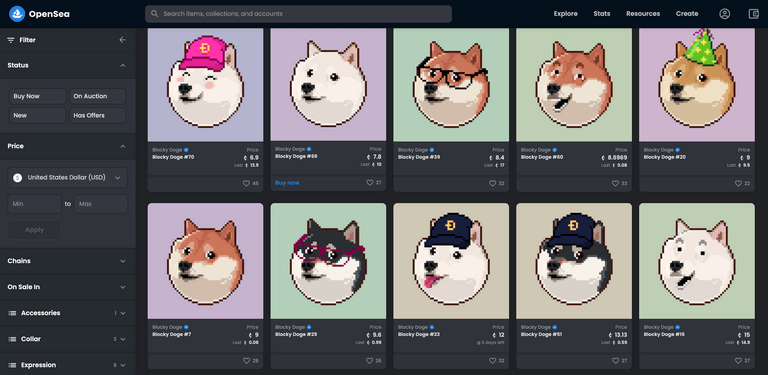 OpenSea
Search items, collections, and accounts
Explore
Stats
Resources
Create
Filter
Status
Buy Now
On Auction
New
Has Offers
Price
United States Dollar (USD)
Min
to
Max
Apply
Chains
On Sale In
Accessories
1
Collar
3
Expression
8
Blocky Doge
Price
Blocky Doge #70
6.9
Last 13.9
45
Blocky Doge
Price
Blocky Doge #66
7.8
Last 10
Buy now
27
Blocky Doge
Price
Blocky Doge #39
8.4
Last 17
32
Blocky Doge
Price
Blocky Doge #60
8.6969
Last 0.08
33
Blocky Doge
Price
Blocky Doge #20
9
Last 9.5
32
Blocky Doge
Price
Blocky Doge #7
9
Last 0.06
28
Blocky Doge
Price
Blocky Doge #29
9.6
Last 0.99
26
Blocky Doge
Price
Blocky Doge #23
12
5 days left
32
Blocky Doge
Price
Blocky Doge #51
13.13
Last 0.59
27
Blocky Doge
Price
Blocky Doge #16
15
Last 14.9
37